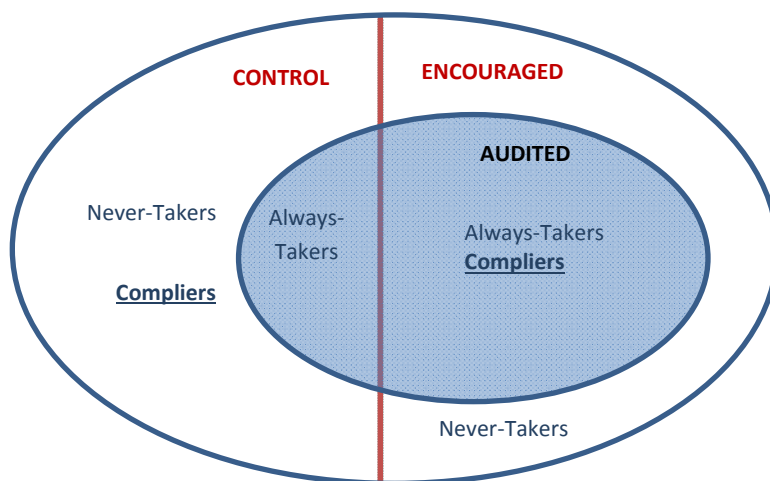 CONTROL
ENCOURAGED
AUDITED
Never-Takers
Always-
Takers
Always-Takers
Compliers
Compliers
Never-Takers